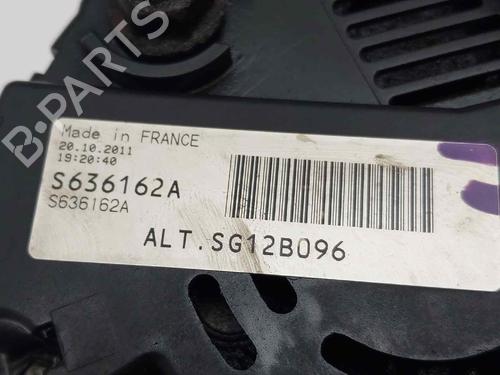 B-PARTS
Made in FRANCE
20.10.2011
19:20:40
S636162A
S636162A
ALT.SG12B096